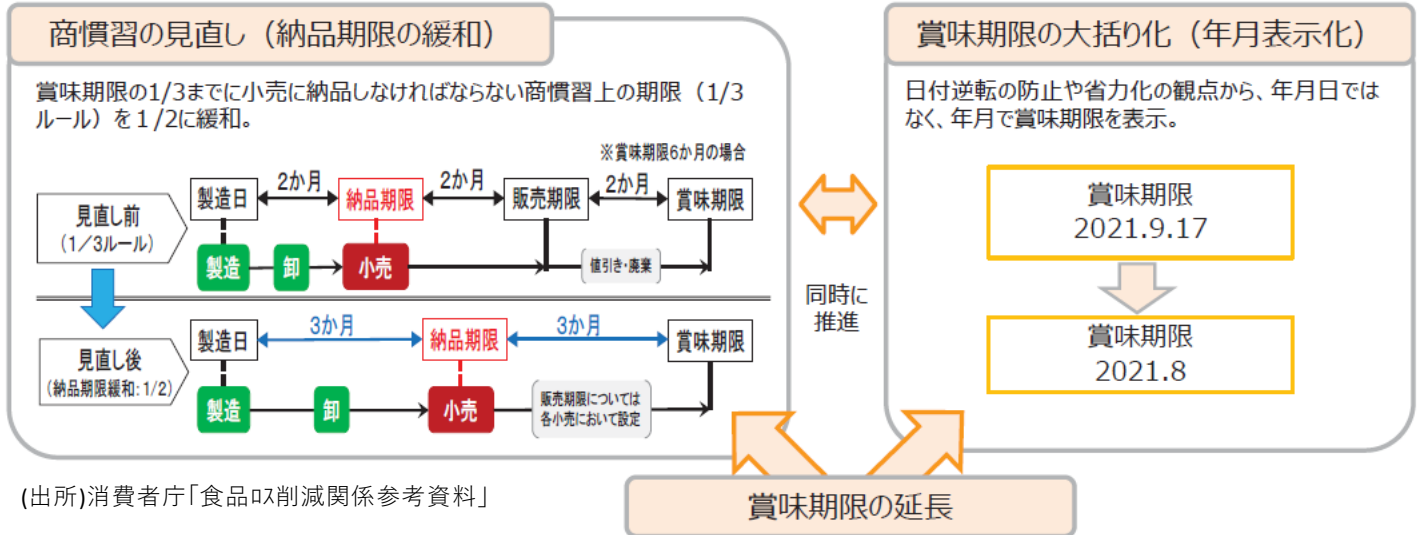 商慣習の見直し（納品期限の緩和）
賞味期限の1/3までに小売に納品しなければならない商慣習上の期限（1/3
ルール）を1/2に緩和。
※賞味期限6か月の場合
見直し前
（1／3ルール）
製造日
2か月
納品期限
2か月
販売期限
2か月
賞味期限
製造
卸
小売
値引き・廃棄
見直し後
（納品期限緩和：1/2）
製造日
3か月
納品期限
3か月
賞味期限
製造
卸
小売
販売期限については
各小売において設定
同時に
推進
賞味期限の大括り化（年月表示化）
日付逆転の防止や省力化の観点から、年月日では
なく、年月で賞味期限を表示。
賞味期限
2021.9.17
賞味期限
2021.8
賞味期限の延長
(出所)消費者庁「食品ロス削減関係参考資料」